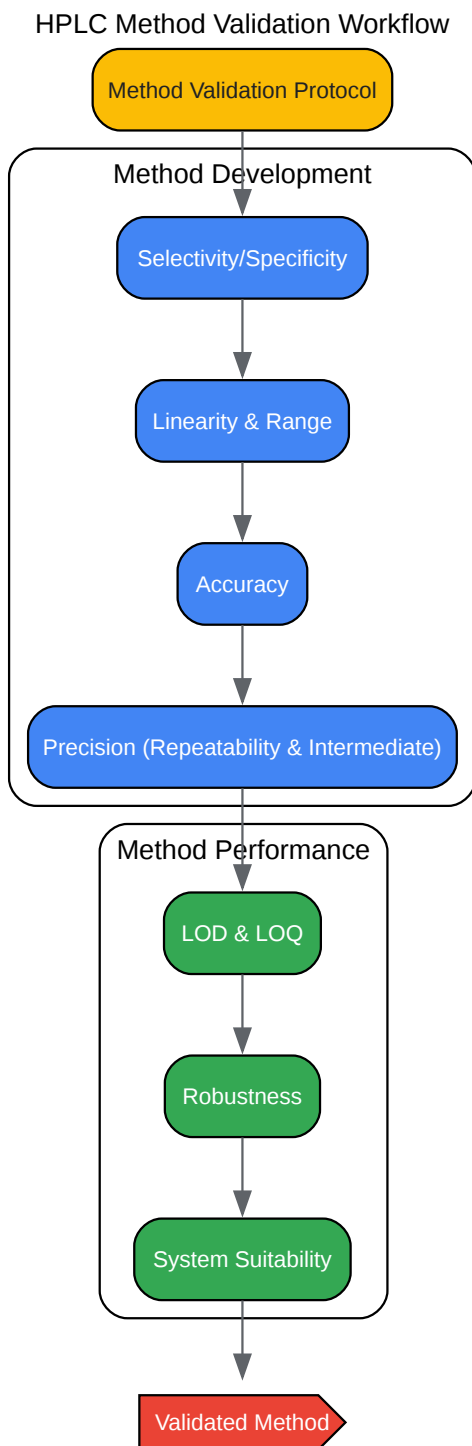 HPLC Method Validation Workflow
Method Validation Protocol
Method Development
Selectivity/Specificity
Linearity & Range
Accuracy
Precision (Repeatability & Intermediate)
Method Performance
LOD & LOQ
Robustness
System Suitability
Validated Method